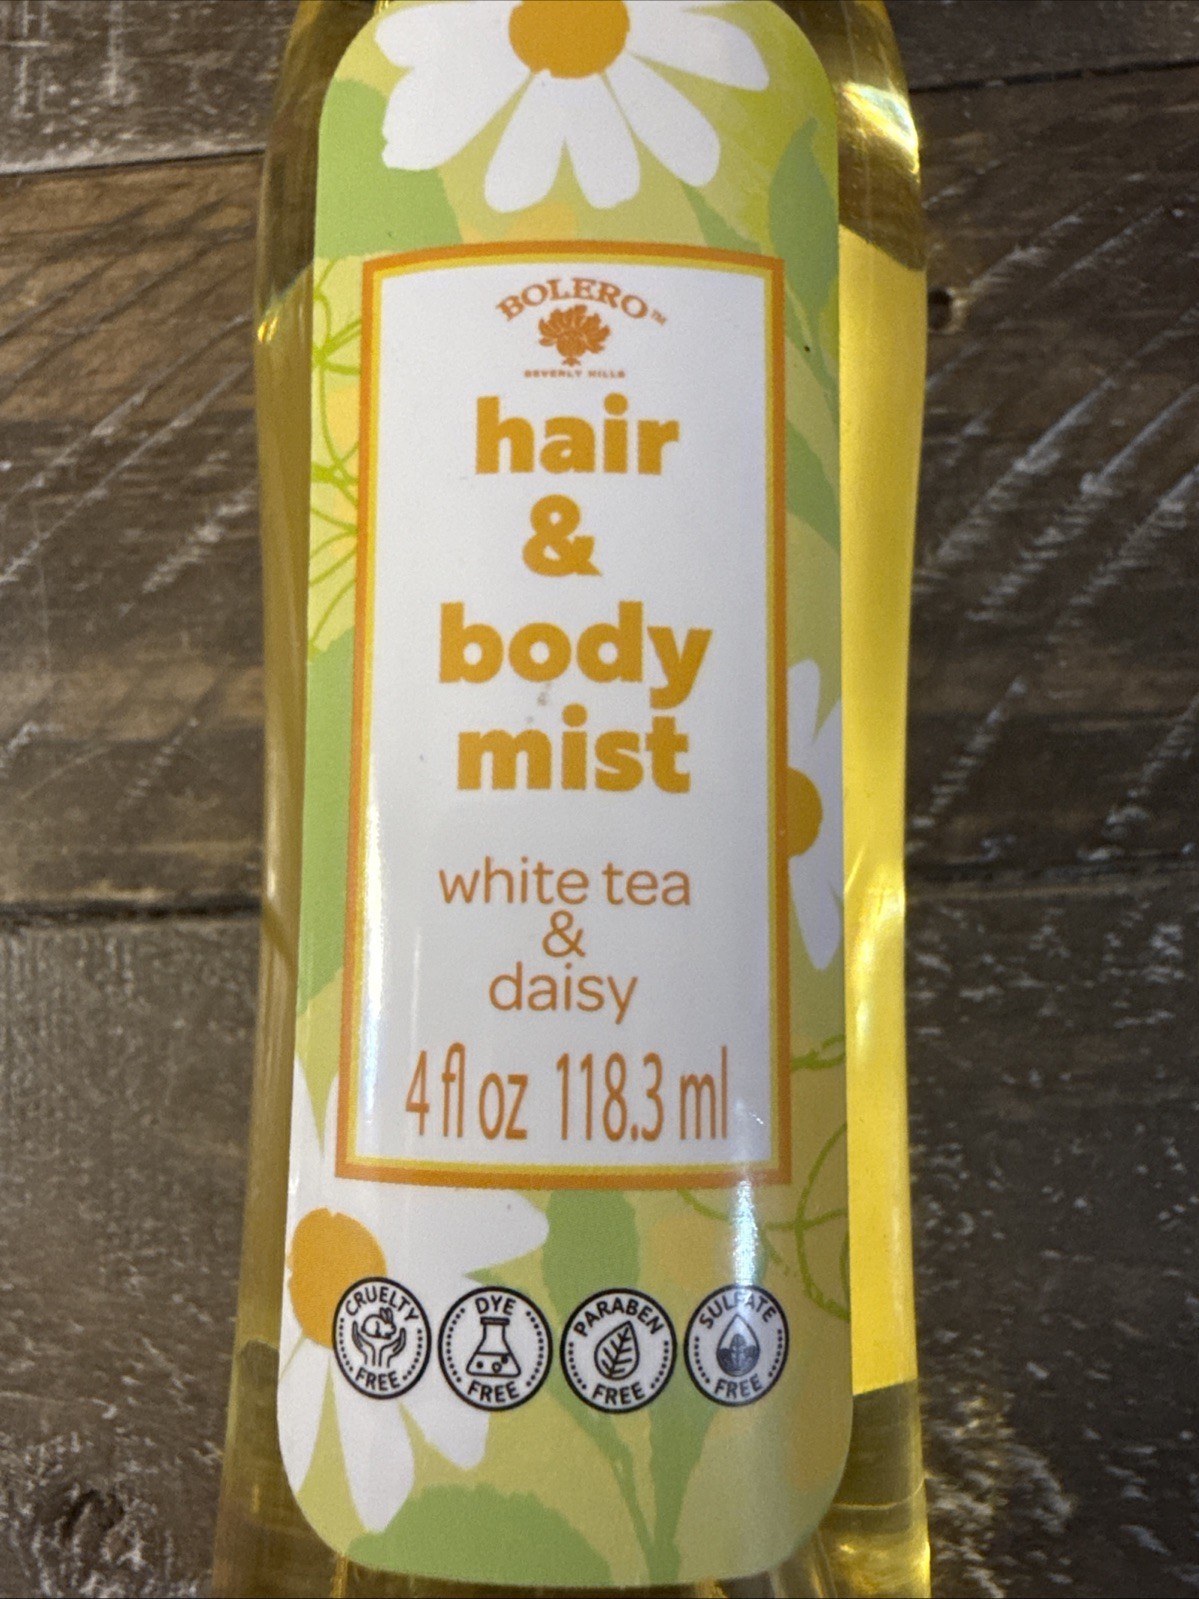 BOLERO™
BEVERLY HILLS
hair
&
body
mist
white tea
&
daisy
4 fl oz 118.3 ml
CRUELTY FREE
DYE FREE
PARABEN FREE
SULFATE FREE